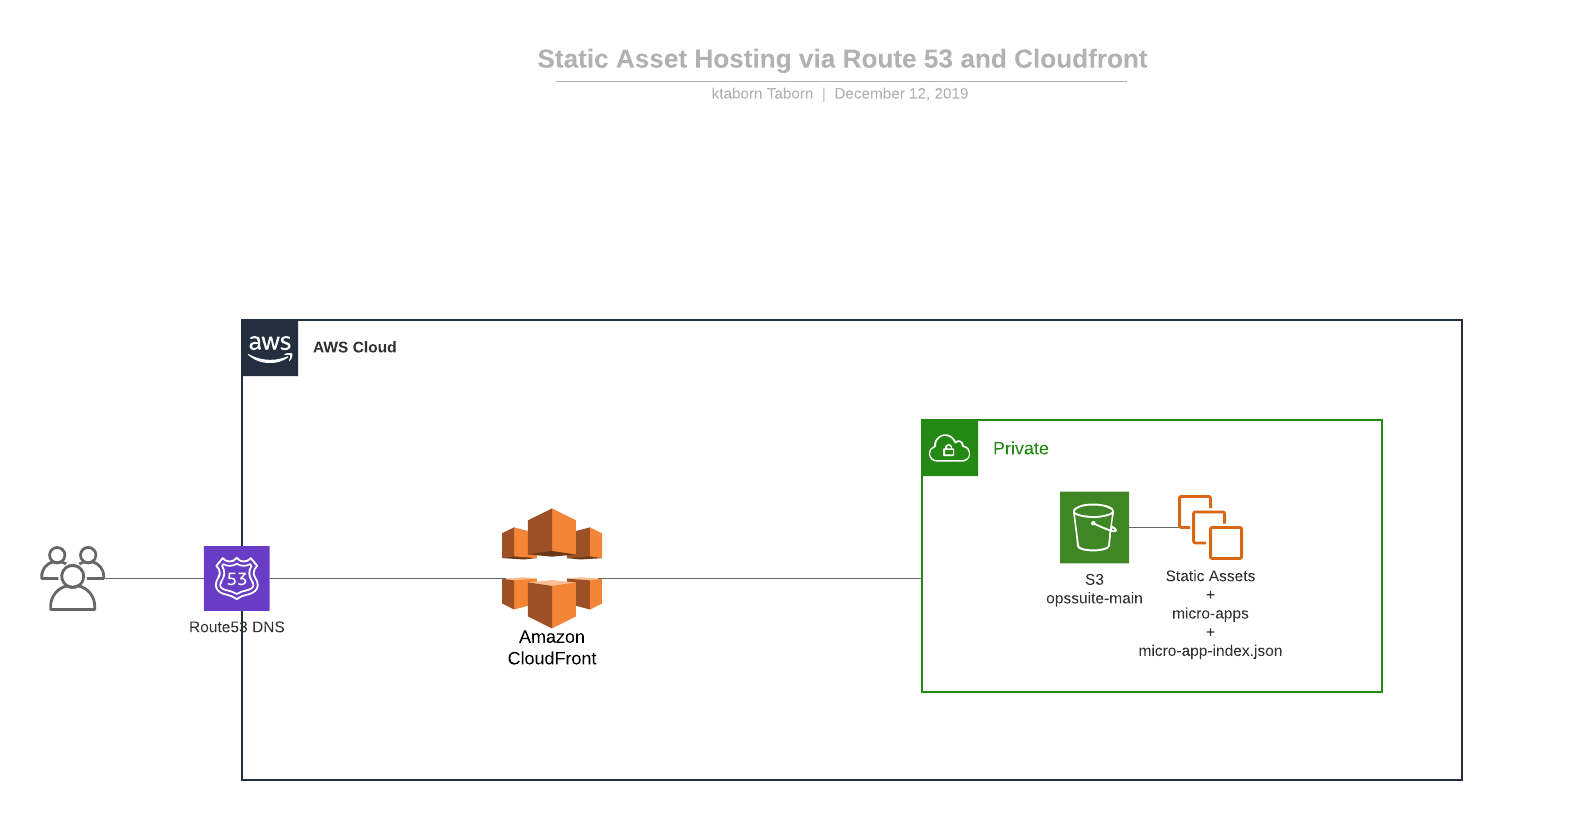 Static Asset Hosting via Route 53 and Cloudfront
ktaborn Taborn | December 12, 2019
aws
AWS Cloud
Private
53
Route53 DNS
Amazon
CloudFront
S3
opssuite-main
Static Assets
+
micro-apps
+
micro-app-index.json